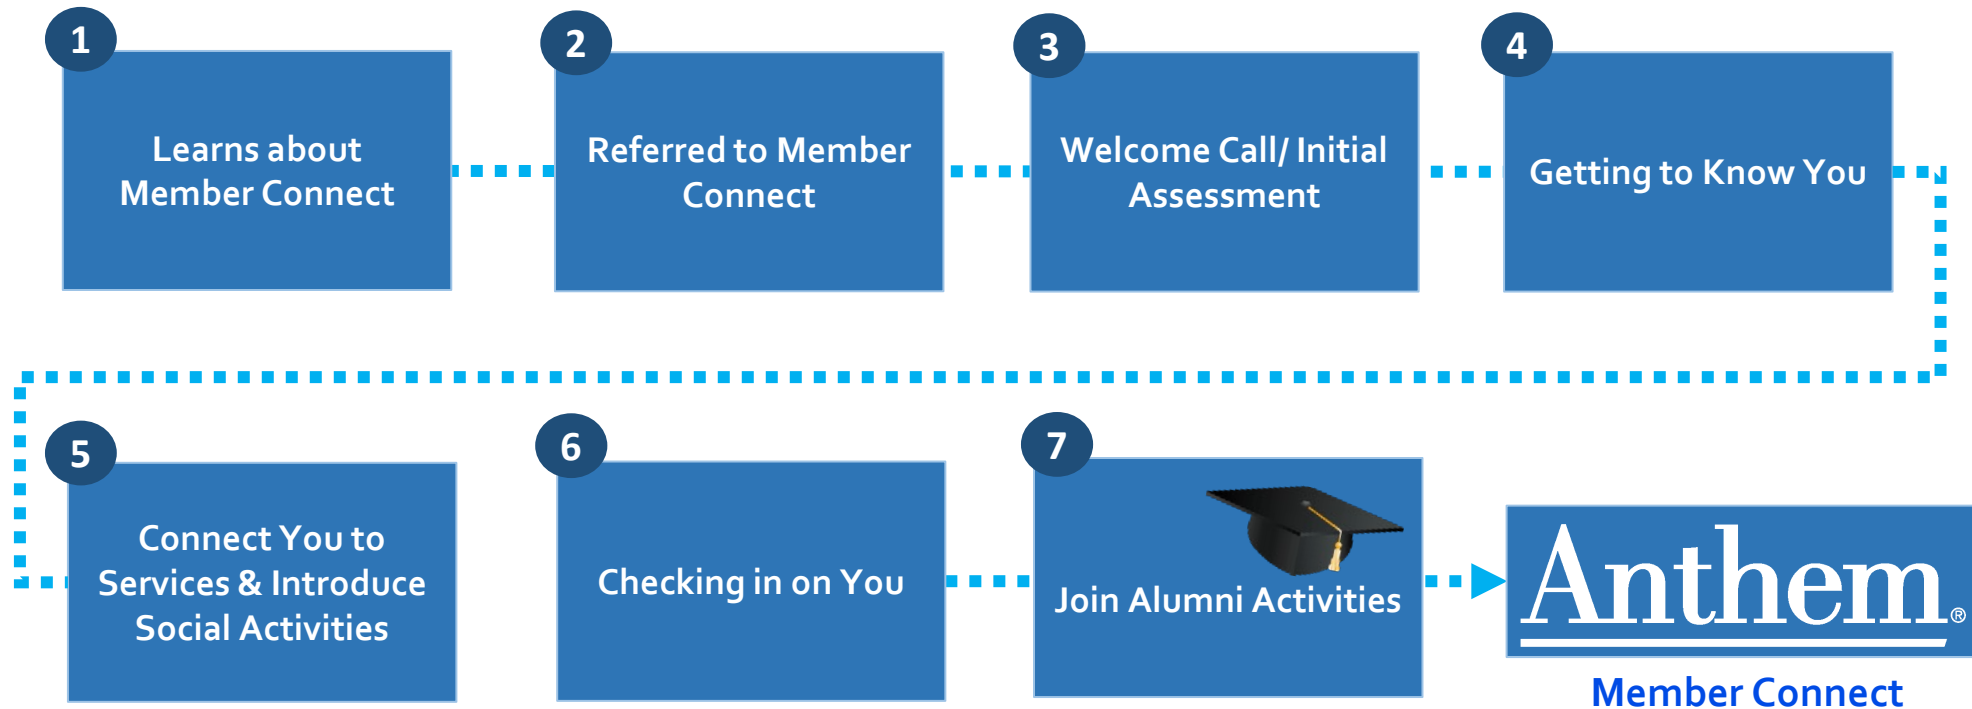 1
Learns about
Member Connect
2
Referred to Member
Connect
3
Welcome Call/ Initial
Assessment
4
Getting to Know You
5
Connect You to
Services & Introduce
Social Activities
6
Checking in on You
7
Join Alumni Activities
Anthem®
Member Connect